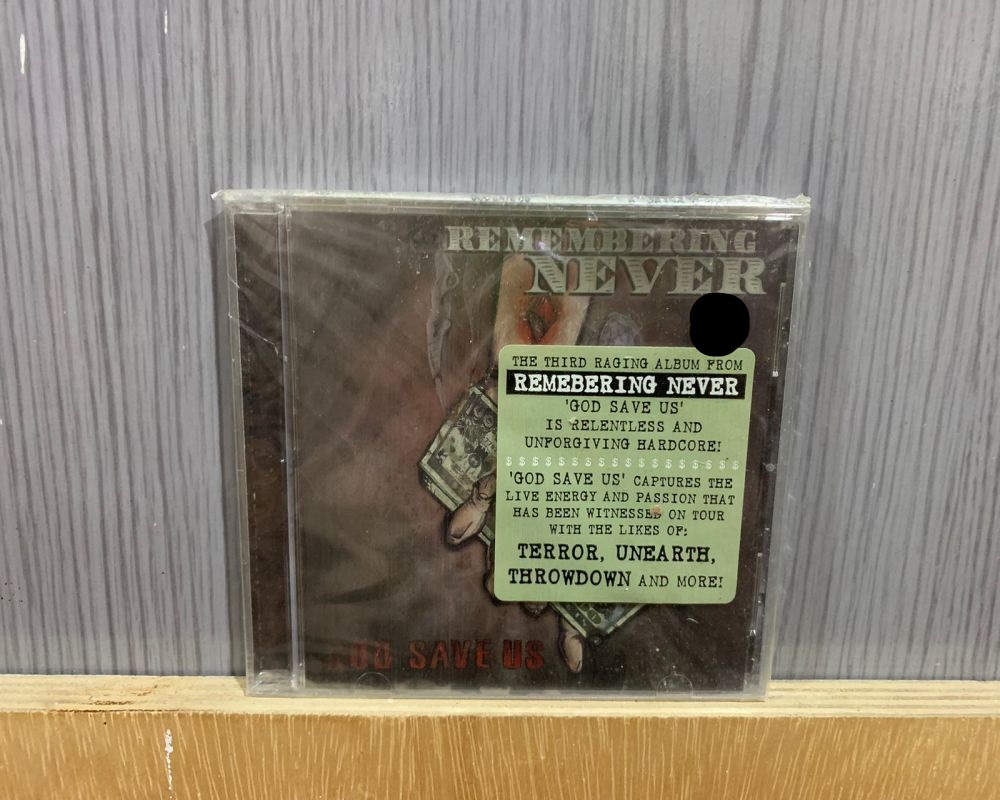 REMEMBERING
NEVER
THE THIRD RAGING ALBUM FROM
REMEBERING NEVER
'GOD SAVE US'
IS RELENTLESS AND
UNFORGIVING HARDCORE!
$ $ $ $ $ $ $ $ $ $ $ $ $ $ $ $ $ $
'GOD SAVE US' CAPTURES THE
LIVE ENERGY AND PASSION THAT
HAS BEEN WITNESSED ON TOUR
WITH THE LIKES OF:
TERROR, UNEARTH,
THROWDOWN AND MORE!
GOD SAVE US